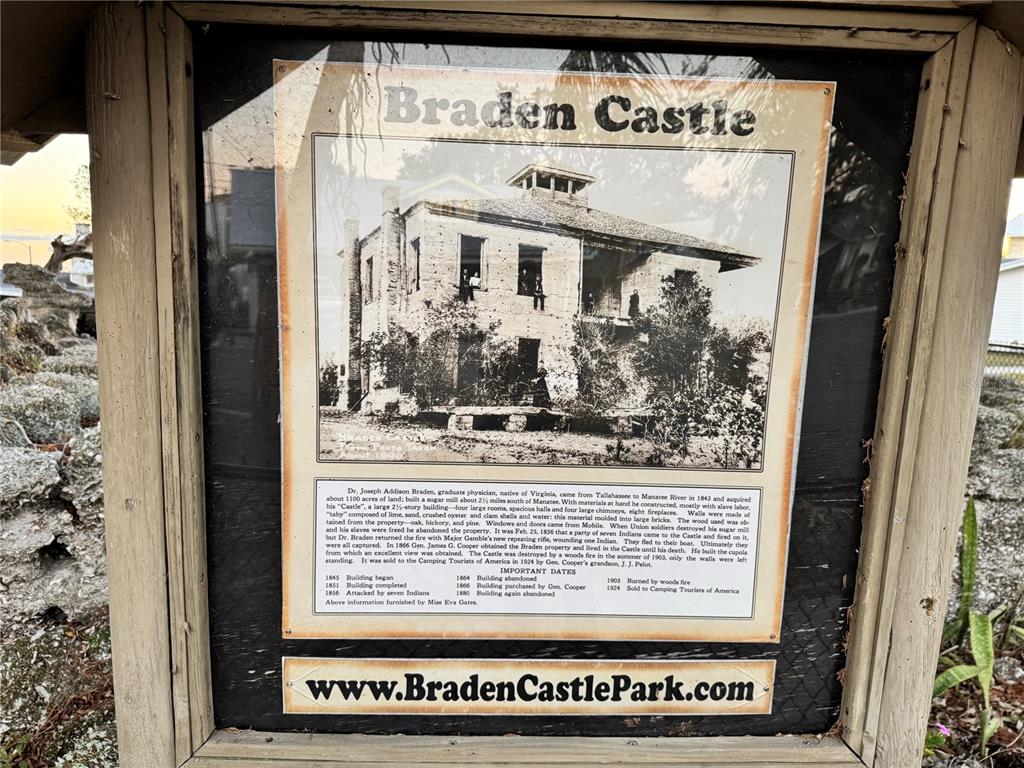 Braden Castle
BRADEN CASTLE
Dr. Joseph Addison Braden, graduate physician, native of Virginia, came from Tallahassee to Manatee River in 1843 and acquired
about 1100 acres of land; built a sugar mill about 2½ miles south of Manatee. With materials at hand he constructed, mostly with slave labor,
his "Castle", a large 2½-story building—four large rooms, spacious halls and four large chimneys, eight fireplaces. Walls were made of
"taby" composed of lime, sand, crushed oyster and clam shells and water; this material molded into large bricks. The wood used was ob-
tained from the property—oak, hickory, and pine. Windows and doors came from Mobile. When Union soldiers destroyed his sugar mill
and his slaves were freed he abandoned the property. It was Feb. 25, 1856 that a party of seven Indians came to the Castle and fired on it,
but Dr. Braden returned the fire with Major Gamble's new repeating rifle, wounding one Indian. They fled to their boat. Ultimately they
were all captured. In 1866 Gen. James G. Cooper obtained the Braden property and lived in the Castle until his death. He built the cupola
from which an excellent view was obtained. The Castle was destroyed by a woods fire in the summer of 1903, only the walls were left
standing. It was sold to the Camping Tourists of America in 1924 by Gen. Cooper's grandson, J. J. Pelot.
IMPORTANT DATES
1845 Building began 1864 Building abandoned 1903 Burned by woods fire
1851 Building completed 1866 Building purchased by Gen. Cooper 1924 Sold to Camping Tourists of America
1856 Attacked by seven Indians 1880 Building again abandoned
Above information furnished by Miss Eva Gates.
www.BradenCastlePark.com